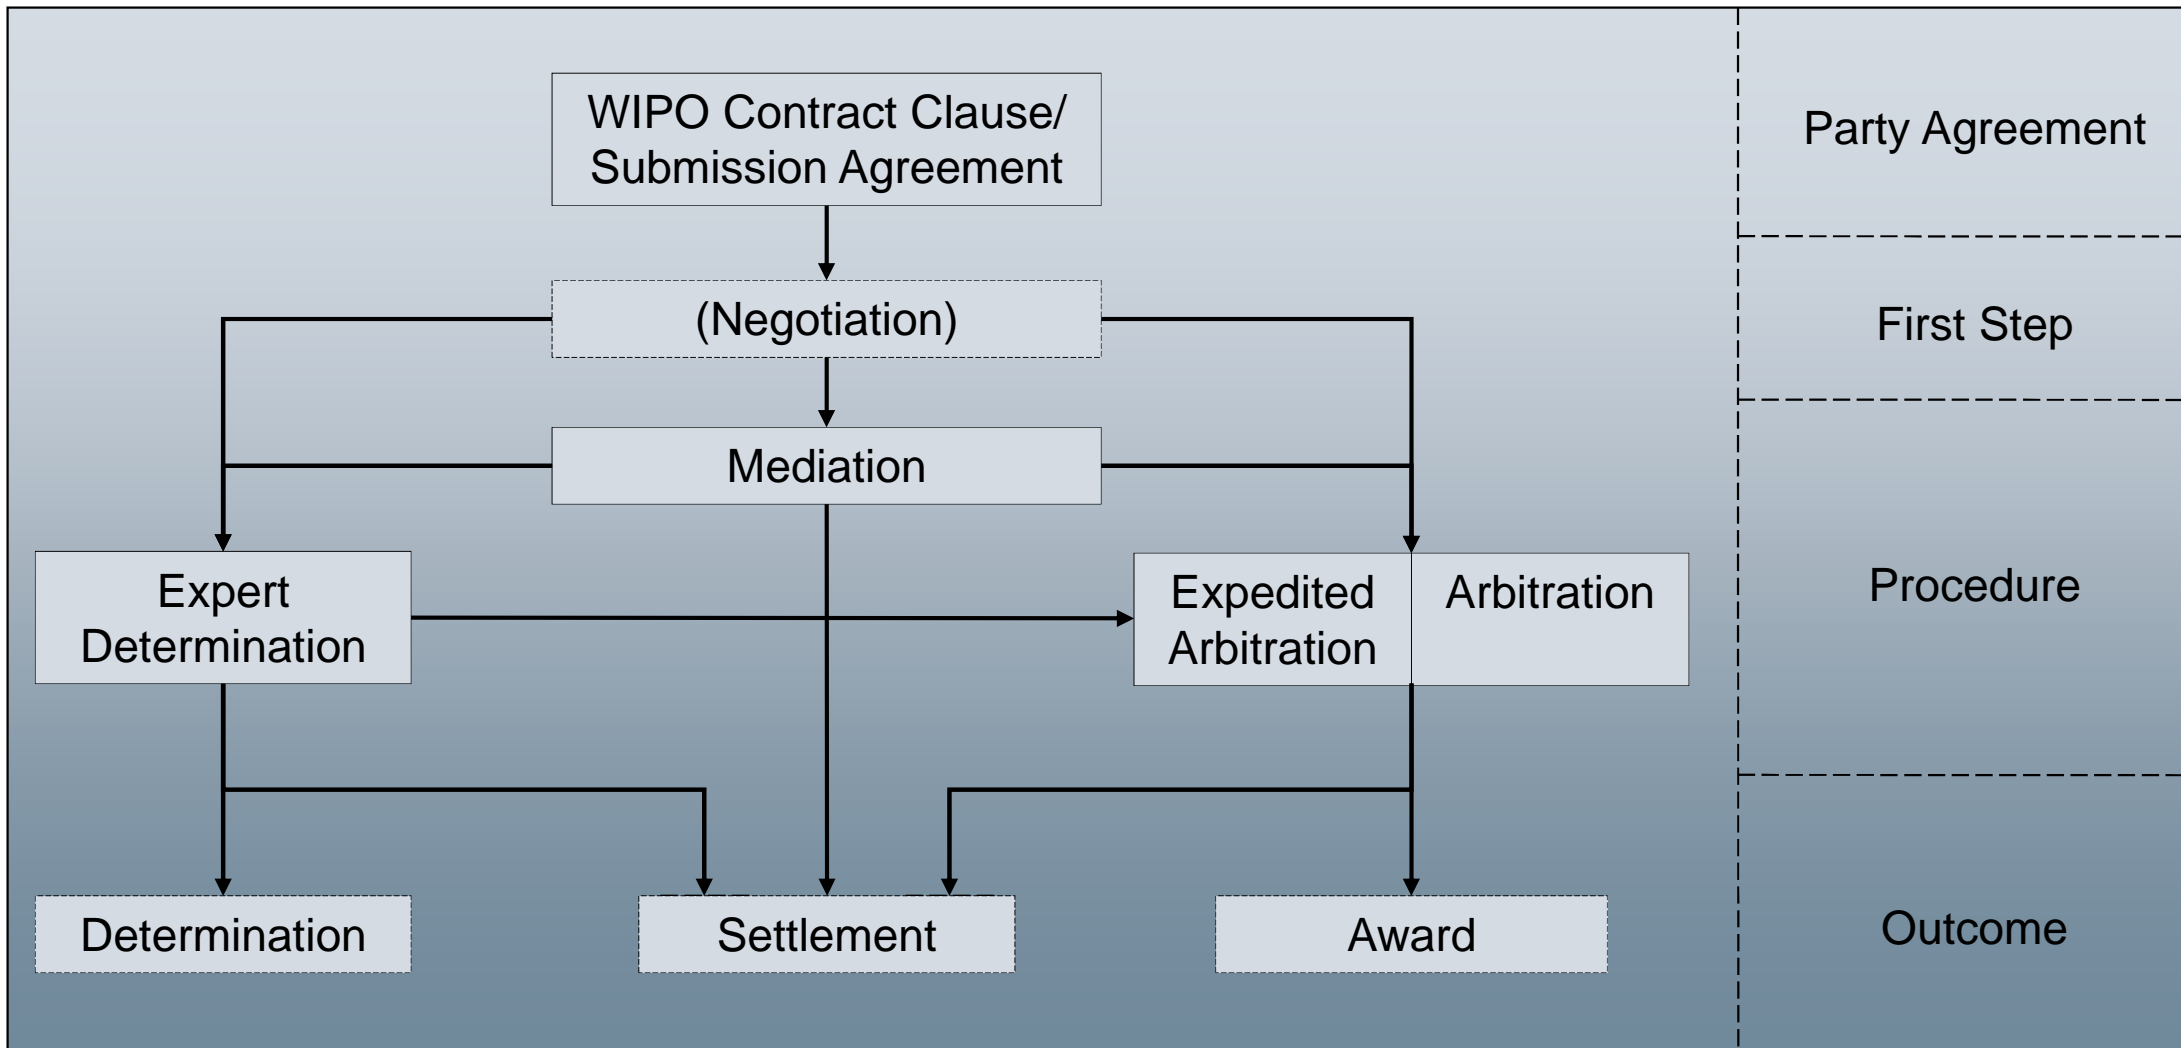 WIPO Contract Clause/
Submission Agreement
Party Agreement
(Negotiation)
First Step
Mediation
Expert
Determination
Expedited
Arbitration
Arbitration
Procedure
Determination
Settlement
Award
Outcome